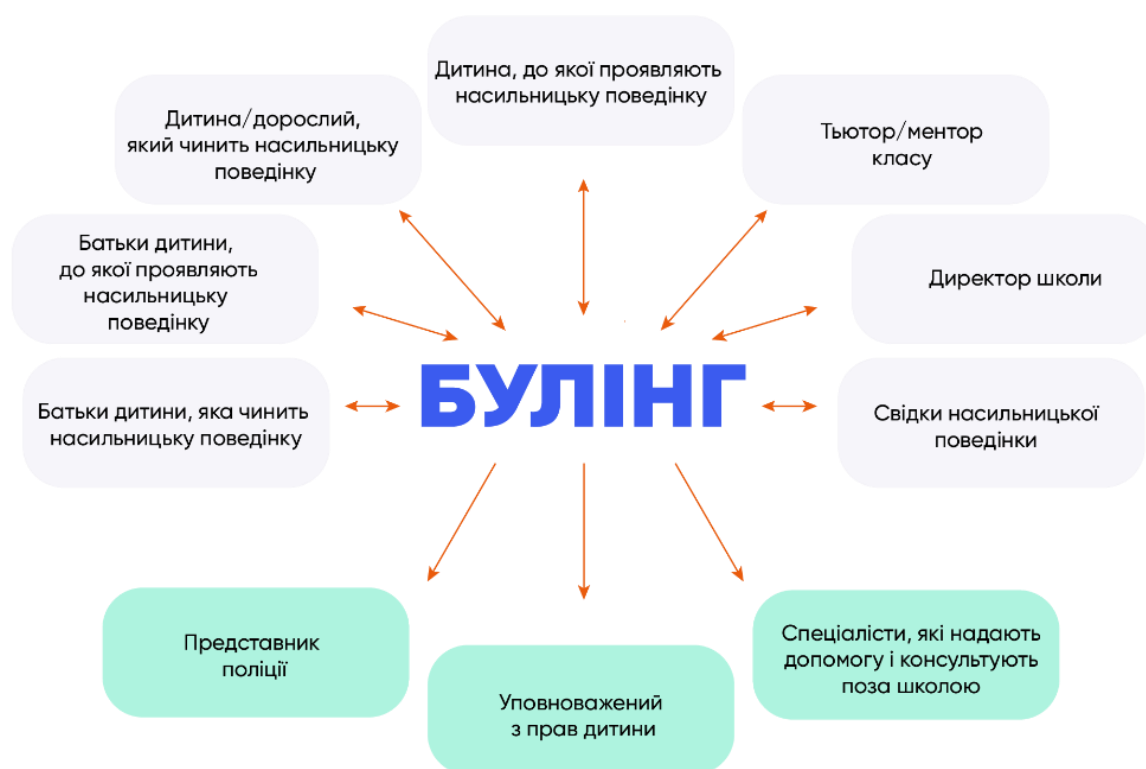 Дитина, до якої проявляють
насильницьку поведінку
Дитина/дорослий,
який чинить насильницьку
поведінку
Тьютор/ментор
класу
Батьки дитини,
до якої проявляють
насильницьку
поведінку
Директор школи
БУЛІНГ
Батьки дитини, яка чинить
насильницьку поведінку
Свідки насильницької
поведінки
Представник
поліції
Уповноважений
з прав дитини
Спеціалісти, які надають
допомогу і консультують
поза школою